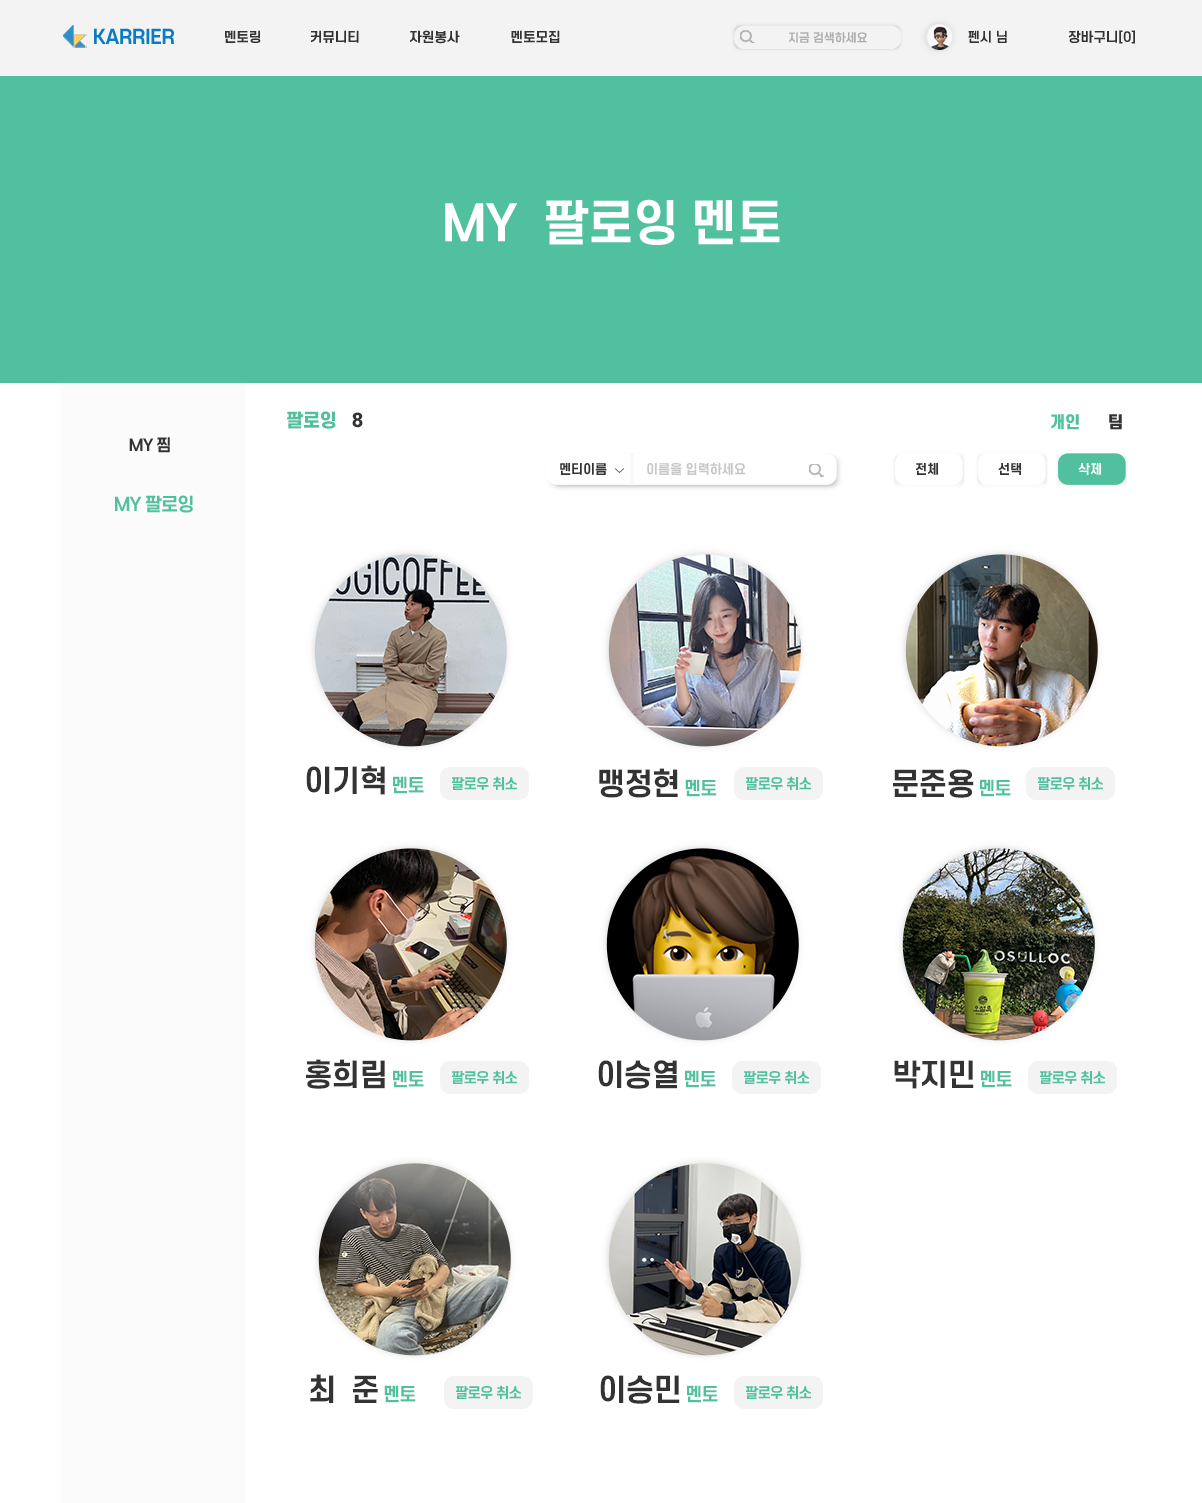 KARRIER 멘토링 커뮤니티 자원봉사 멘토모집 지금 검색하세요 펜시 님 장바구니[0]
MY 팔로잉 멘토
MY 찜
MY 팔로잉
팔로잉 8
개인 팀
멘티이름 이름을 입력하세요 전체 선택 삭제
OGICOFFEE
이기혁 멘토 팔로우 취소
맹정현 멘토 팔로우 취소
문준용 멘토 팔로우 취소
OSULLOC
오설록
홍희림 멘토 팔로우 취소
이승열 멘토 팔로우 취소
박지민 멘토 팔로우 취소
최 준 멘토 팔로우 취소
이승민 멘토 팔로우 취소